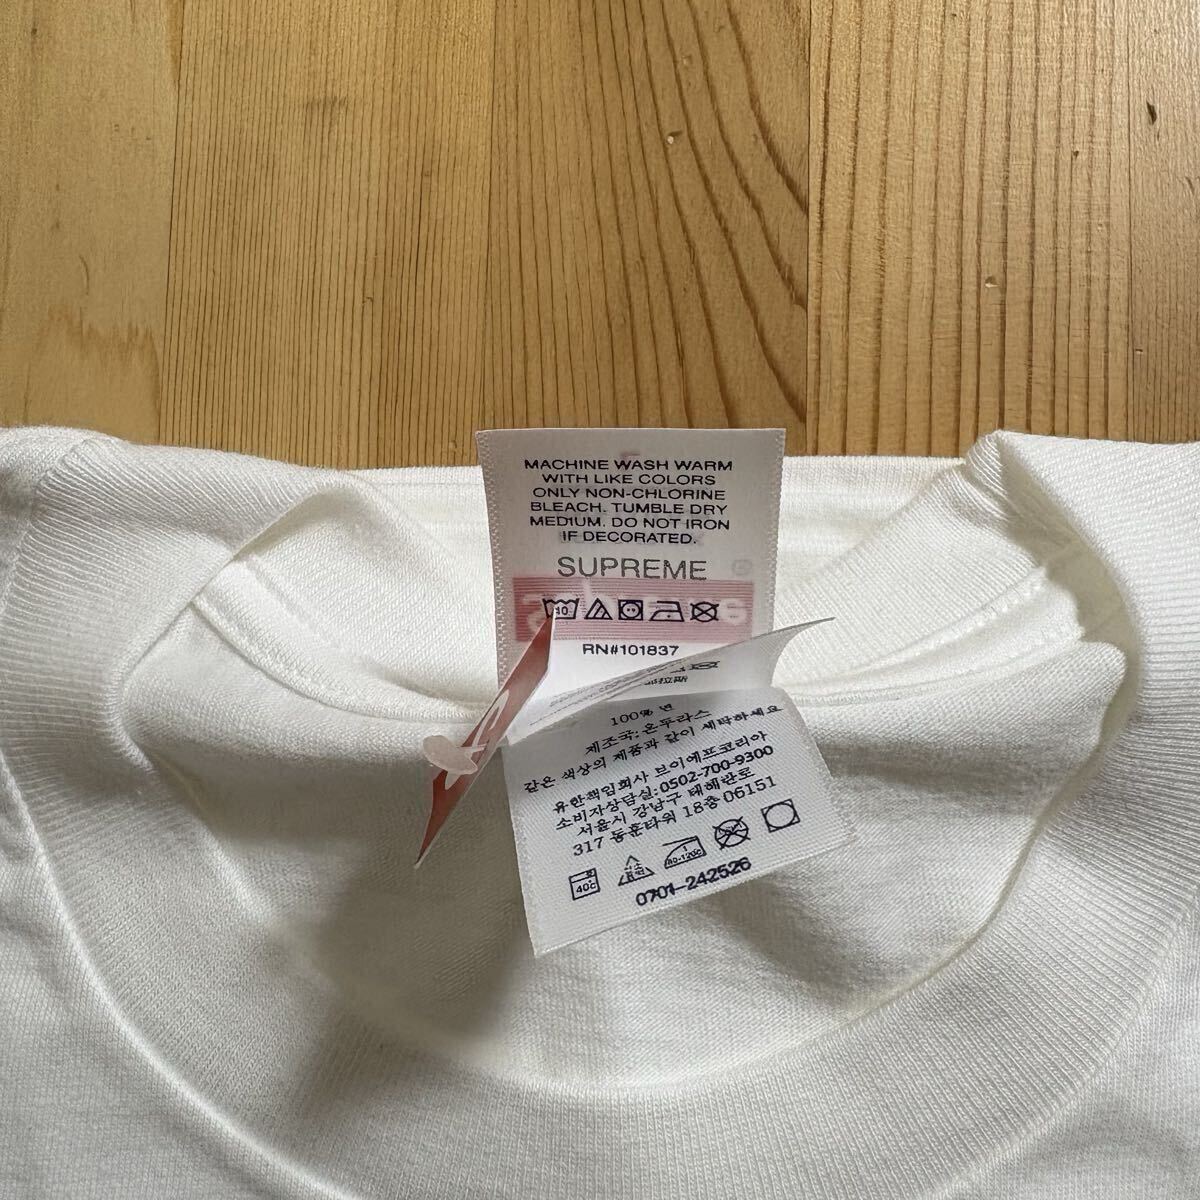 MACHINE WASH WARM
WITH LIKE COLORS
ONLY NON-CHLORINE
BLEACH. TUMBLE DRY
MEDIUM. DO NOT IRON
IF DECORATED.
SUPREME
40
RN#101837
100% 면
제조국: 온두라스
같은 색상의 제품과 같이 세탁하세요
유한책임회사 브이에프코리아
소비자상담실:0502-700-9300
서울시 강남구 테헤란로
317 동훈타워 18층 06151
40C
80-120C
0701-242526